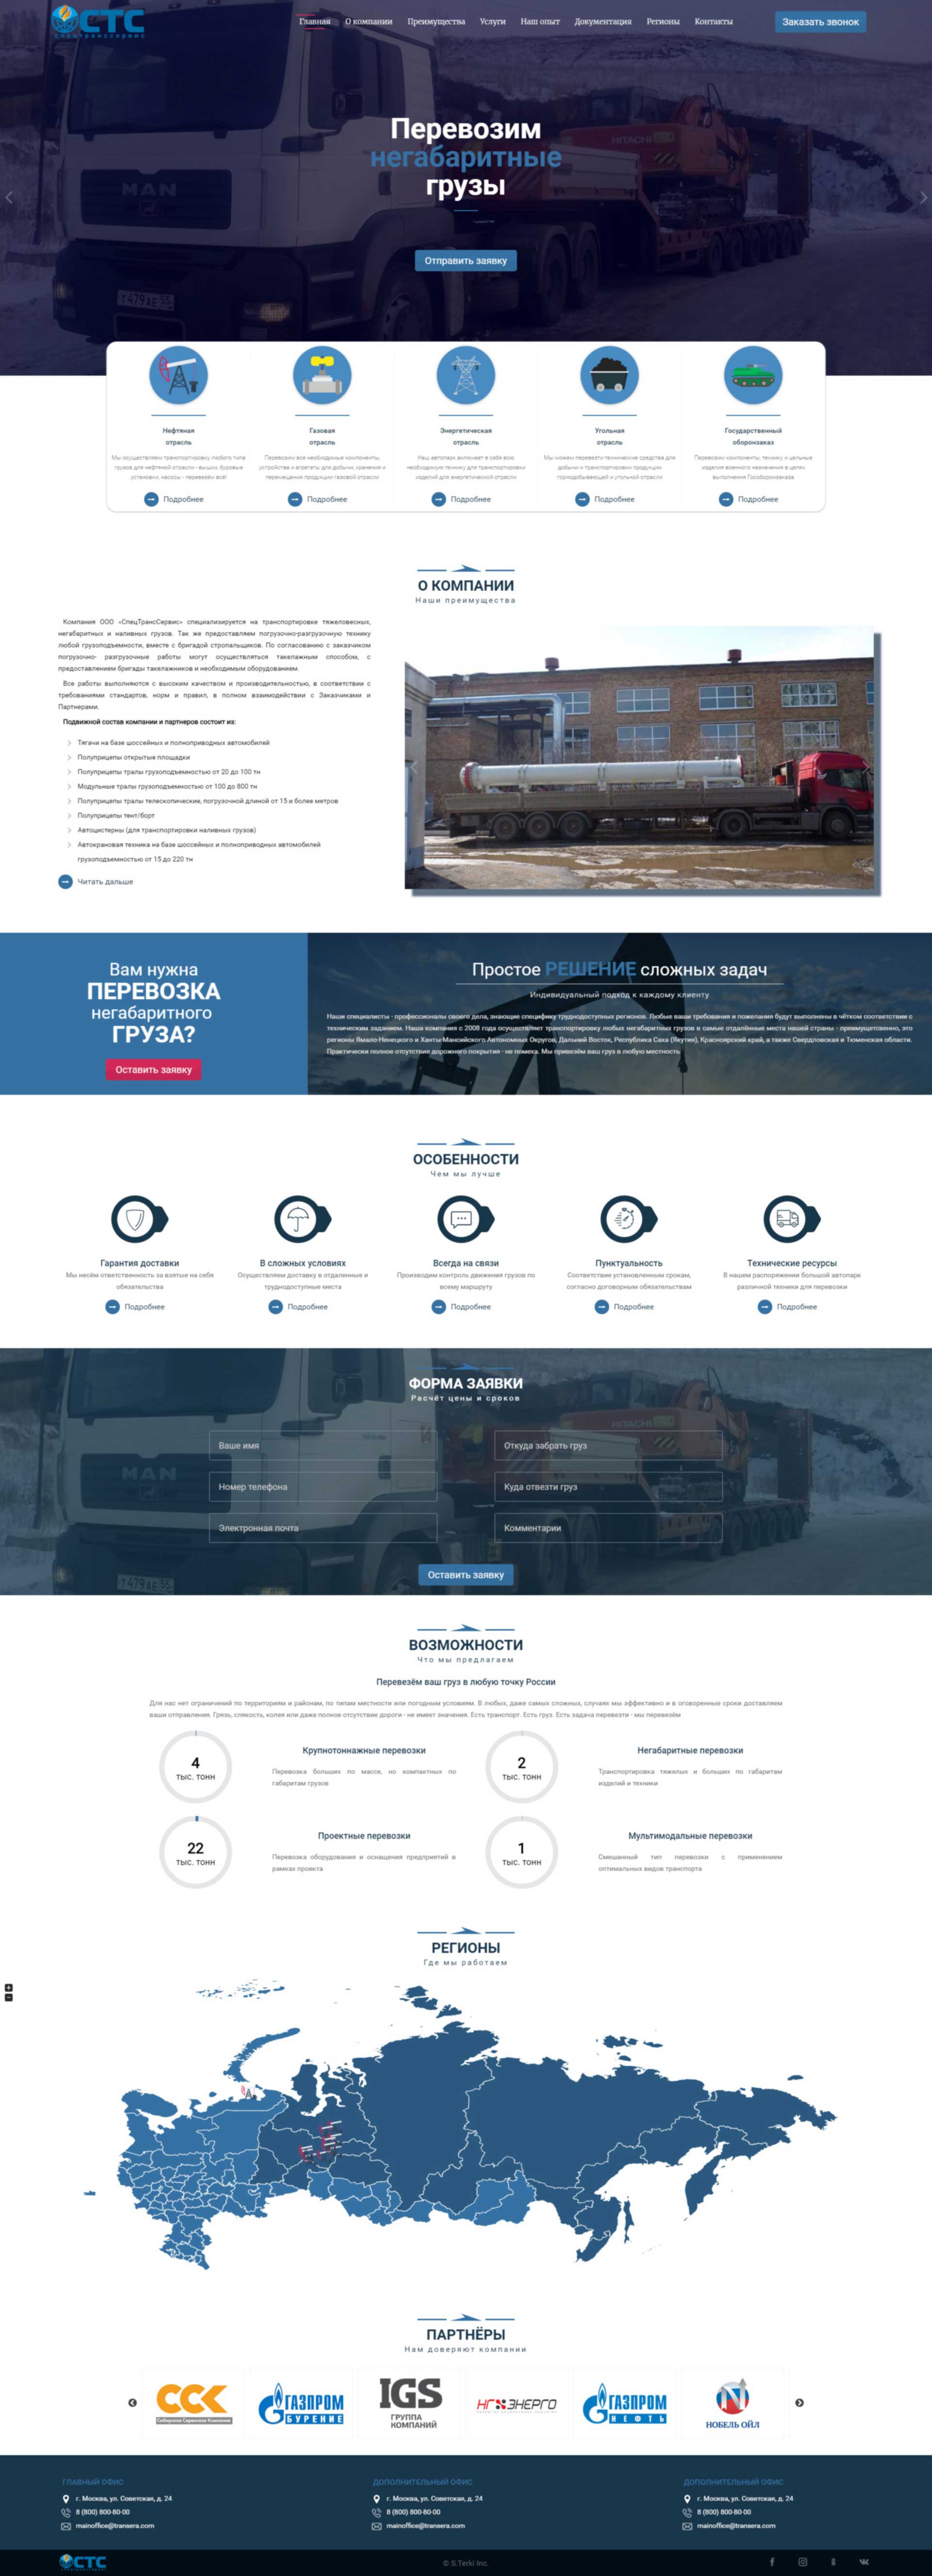 СТС
спецтранссервис
Главная О компании Преимущества Услуги Наш опыт Документация Регионы Контакты
Заказать звонок
Перевозим
негабаритные
грузы
MAN
HITACHI
Отправить заявку
Т479АЕ 55
Нефтяная
отрасль
Мы осуществляем транспортировку любого типа
грузов для нефтяной отрасли - вышки, буровые
установки, насосы - перевезём всё!
Подробнее
Газовая
отрасль
Перевозим все необходимые компоненты,
устройства и агрегаты для добычи, хранения и
перемещения продукции газовой отрасли
Подробнее
Энергетическая
отрасль
Наш автопарк включает в себя всю
необходимую технику для транспортировки
изделий для энергетической отрасли
Подробнее
Угольная
отрасль
Мы можем перевезти технические средства для
добычи и транспортировки продукции
горнодобывающей и угольной отрасли
Подробнее
Государственный
оборонзаказ
Перевозим компоненты, технику и цельные
изделия военного назначения в целях
выполнения Гособоронзаказа
Подробнее
О КОМПАНИИ
Наши преимущества
Компания ООО «СпецТрансСервис» специализируется на транспортировке тяжеловесных,
негабаритных и наливных грузов. Так же предоставляем погрузочно-разгрузочную технику
любой грузоподъемности, вместе с бригадой стропальщиков. По согласованию с заказчиком
погрузочно- разгрузочные работы могут осуществляться такелажным способом, с
предоставлением бригады такелажников и необходимым оборудованием.
Все работы выполняются с высоким качеством и производительностью, в соответствии с
требованиями стандартов, норм и правил, в полном взаимодействии с Заказчиками и
Партнерами.
Подвижной состав компании и партнеров состоит из:
Тягачи на базе шоссейных и полноприводных автомобилей
Полуприцепы открытые площадки
Полуприцепы тралы грузоподъемностью от 20 до 100 тн
Модульные тралы грузоподъемностью от 100 до 800 тн
Полуприцепы тралы телескопические, погрузочной длиной от 15 и более метров
Полуприцепы тент/борт
Автоцистерны (для транспортировки наливных грузов)
Автокрановая техника на базе шоссейных и полноприводных автомобилей
грузоподъемностью от 15 до 220 тн
Читать дальше
Вам нужна
ПЕРЕВОЗКА
негабаритного
ГРУЗА?
Оставить заявку
Простое РЕШЕНИЕ сложных задач
Индивидуальный подход к каждому клиенту
Наши специалисты - профессионалы своего дела, знающие специфику труднодоступных регионов. Любые ваши требования и пожелания будут выполнены в чётком соответствии с
техническим заданием. Наша компания с 2008 года осуществляет транспортировку любых негабаритных грузов в самые отдалённые места нашей страны - преимущественно, это
регионы Ямало-Ненецкого и Ханты-Мансийского Автономных Округов, Дальний Восток, Республика Саха (Якутия), Красноярский край, а также Свердловская и Тюменская области.
Практически полное отсутствие дорожного покрытия - не помеха. Мы привезём ваш груз в любую местность
ОСОБЕННОСТИ
Чем мы лучше
Гарантия доставки
Мы несём ответственность за взятые на себя
обязательства
Подробнее
В сложных условиях
Осуществляем доставку в отдаленные и
труднодоступные места
Подробнее
Всегда на связи
Производим контроль движения грузов по
всему маршруту
Подробнее
Пунктуальность
Соответствие установленным срокам,
согласно договорным обязательствам
Подробнее
Технические ресурсы
В нашем распоряжении большой автопарк
различной техники для перевозки
Подробнее
ФОРМА ЗАЯВКИ
Расчёт цены и сроков
MAN
HITACHI
Ваше имя
Откуда забрать груз
Номер телефона
Куда отвезти груз
Электронная почта
Комментарии
Т479АЕ 55
Оставить заявку
ВОЗМОЖНОСТИ
Что мы предлагаем
Перевезём ваш груз в любую точку России
Для нас нет ограничений по территориям и районам, по типам местности или погодным условиям. В любых, даже самых сложных, случаях мы эффективно и в оговоренные сроки доставляем
ваши отправления. Грязь, слякоть, колея или даже полное отсутствие дороги - не имеет значения. Есть транспорт. Есть груз. Есть задача перевезти - мы перевезём
4
ТЫС. ТОНН
Крупнотоннажные перевозки
Перевозка больших по массе, но компактных по
габаритам грузов
2
ТЫС. ТОНН
Негабаритные перевозки
Транспортировка тяжелых и больших по габаритам
изделий и техники
22
ТЫС. ТОНН
Проектные перевозки
Перевозка оборудования и оснащения предприятий в
рамках проекта
1
ТЫС. ТОНН
Мультимодальные перевозки
Смешанный тип перевозки с применением
оптимальных видов транспорта
РЕГИОНЫ
Где мы работаем
+
−
ПАРТНЁРЫ
Нам доверяют компании
ССК
Сибирская Сервисная Компания
ГАЗПРОМ
БУРЕНИЕ
IGS
ГРУППА
КОМПАНИЙ
НГ ЭНЕРГО
ГАЗПРОМ
НЕФТЬ
НОБЕЛЬ ОЙЛ
ГЛАВНЫЙ ОФИС
г. Москва, ул. Советская, д. 24
8 (800) 800-80-00
mainoffice@transera.com
ДОПОЛНИТЕЛЬНЫЙ ОФИС
г. Москва, ул. Советская, д. 24
8 (800) 800-80-00
mainoffice@transera.com
ДОПОЛНИТЕЛЬНЫЙ ОФИС
г. Москва, ул. Советская, д. 24
8 (800) 800-80-00
mainoffice@transera.com
СТС
© S.Terki Inc.